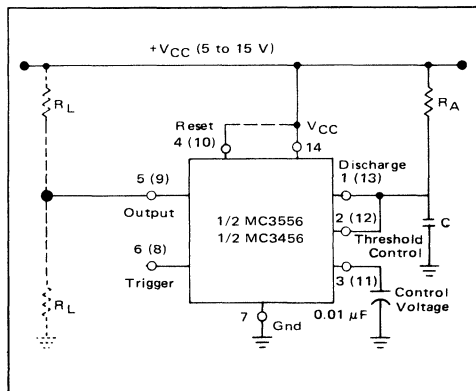 +VCC (5 to 15 V)
RL
RA
Reset
4 (10)
VCC
14
Discharge
5 (9)
1 (13)
Output
1/2 MC3556
1/2 MC3456
2 (12)
C
Threshold
Control
6 (8)
Trigger
3 (11)
Control
Voltage
RL
7
Gnd
0.01 µF